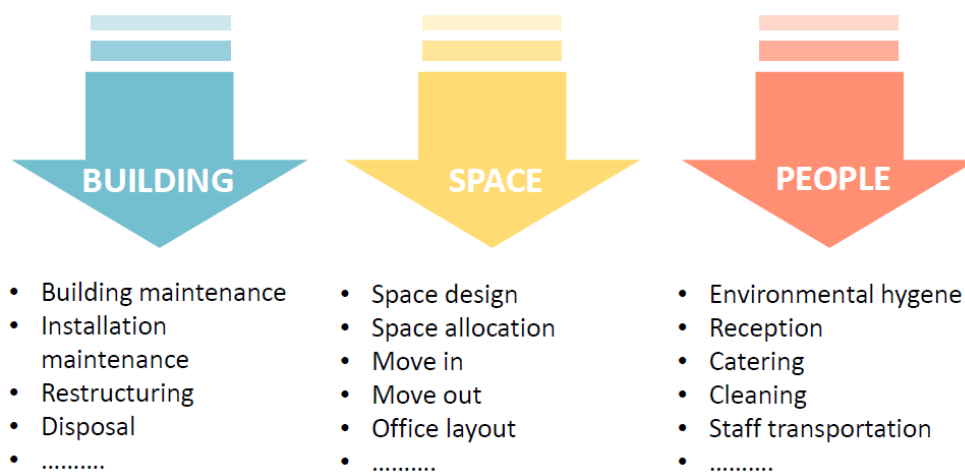 BUILDING
• Building maintenance
• Installation
maintenance
• Restructuring
• Disposal
• ..........
SPACE
• Space design
• Space allocation
• Move in
• Move out
• Office layout
• ..........
PEOPLE
• Environmental hygene
• Reception
• Catering
• Cleaning
• Staff transportation
• ..........